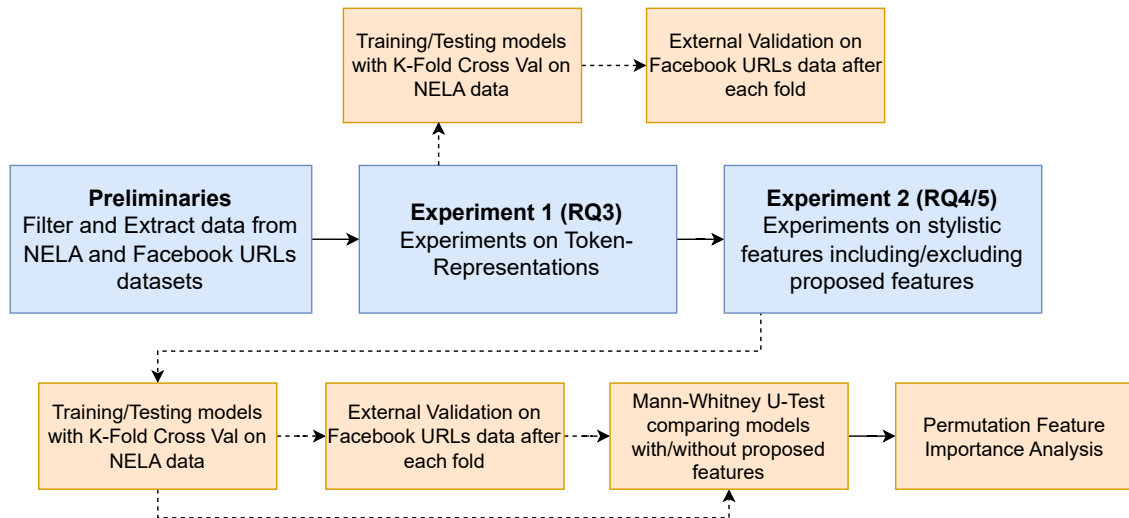 Training/Testing models
with K-Fold Cross Val on
NELA data
External Validation on
Facebook URLs data after
each fold
Preliminaries
Filter and Extract data from
NELA and Facebook URLs
datasets
Experiment 1 (RQ3)
Experiments on Token-
Representations
Experiment 2 (RQ4/5)
Experiments on stylistic
features including/excluding
proposed features
Training/Testing models
with K-Fold Cross Val on
NELA data
External Validation on
Facebook URLs data after
each fold
Mann-Whitney U-Test
comparing models
with/without proposed
features
Permutation Feature
Importance Analysis